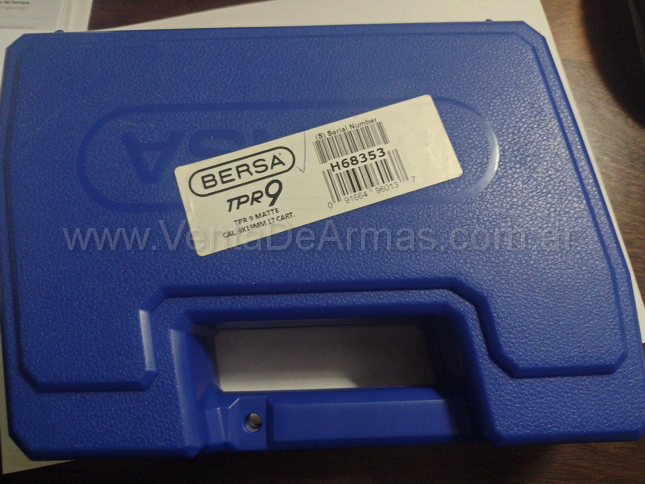 (S) Serial Number
H68353
0 91664 96013 7
BERSA
TPR9
TPR 9 MATTE
CAL. 9X19MM 17 CART.
www.VentaDeArmas.com.ar